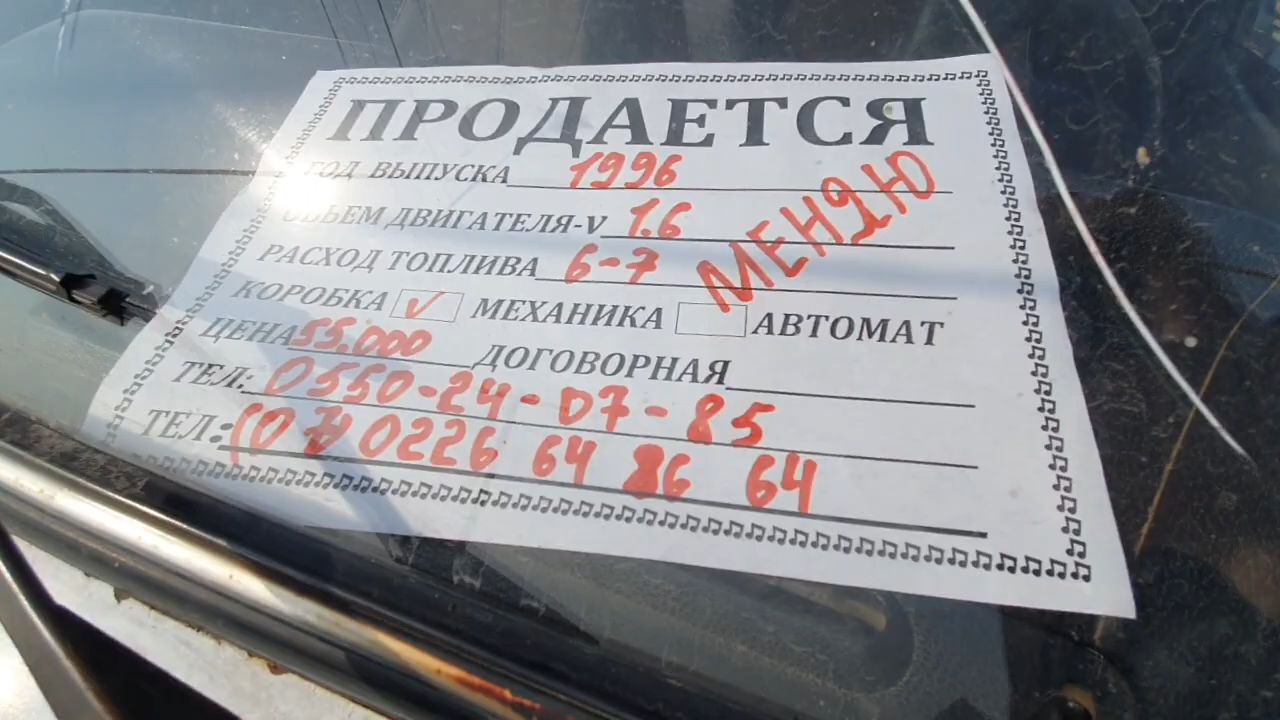 ПРОДАЕТСЯ
ГОД ВЫПУСКА 1996
ОБЬЕМ ДВИГАТЕЛЯ-V 1.6
РАСХОД ТОПЛИВА 6-7
МЕНЯЮ
КОРОБКА ✓ МЕХАНИКА АВТОМАТ
ЦЕНА 55.000 ДОГОВОРНАЯ
ТЕЛ: 0550-24-07-85
ТЕЛ: (07) 0226 64 86 64